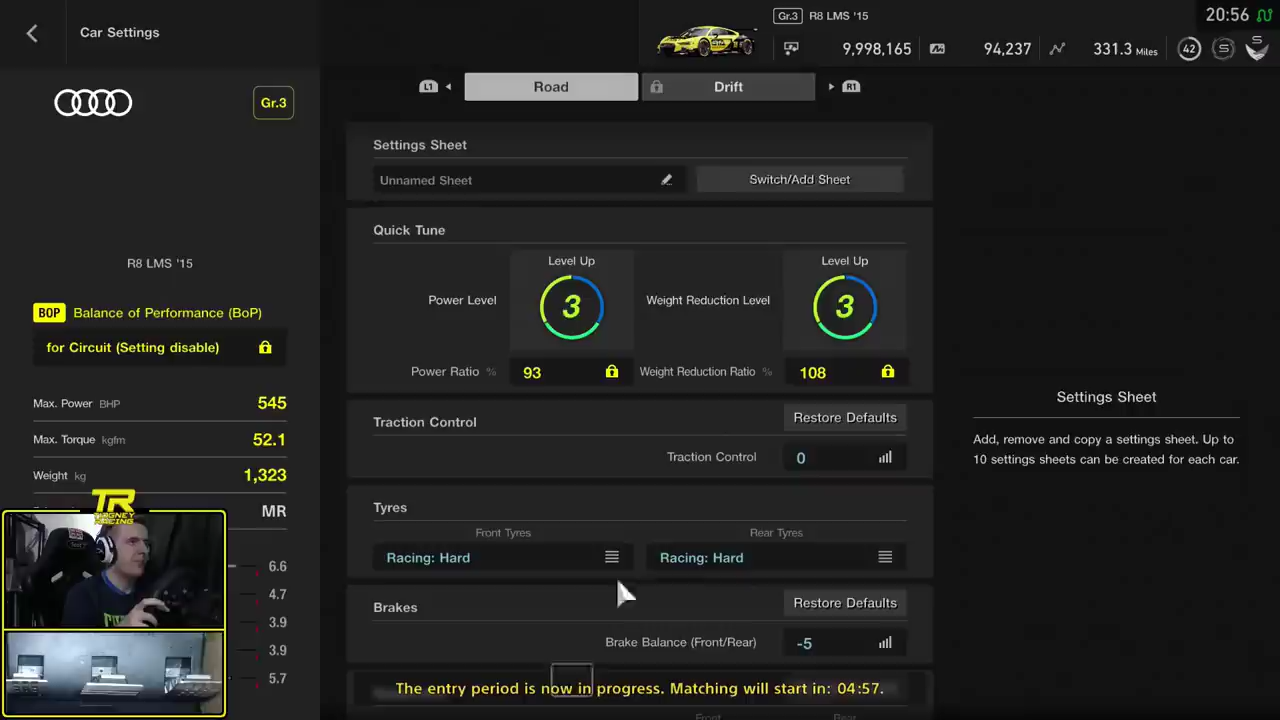 20:56
Car Settings
Gr.3 R8 LMS '15
9,998,165 94,237 331.3 Miles 42 S S
L1 Road Drift R1
Gr.3
Settings Sheet
Unnamed Sheet Switch/Add Sheet
Quick Tune
R8 LMS '15
Level Up Level Up
Power Level 3 Weight Reduction Level 3
BOP Balance of Performance (BoP)
for Circuit (Setting disable)
Power Ratio % 93 Weight Reduction Ratio % 108
Max. Power BHP 545
Max. Torque kgfm 52.1
Weight kg 1,323
MR
Traction Control Restore Defaults
Traction Control 0
Settings Sheet
Add, remove and copy a settings sheet. Up to
10 settings sheets can be created for each car.
Tyres
Front Tyres Rear Tyres
Racing: Hard Racing: Hard
TR
RACING
6.6
4.7
3.9
3.9
5.7
Brakes Restore Defaults
Brake Balance (Front/Rear) -5
The entry period is now in progress. Matching will start in: 04:57.
Front Rear